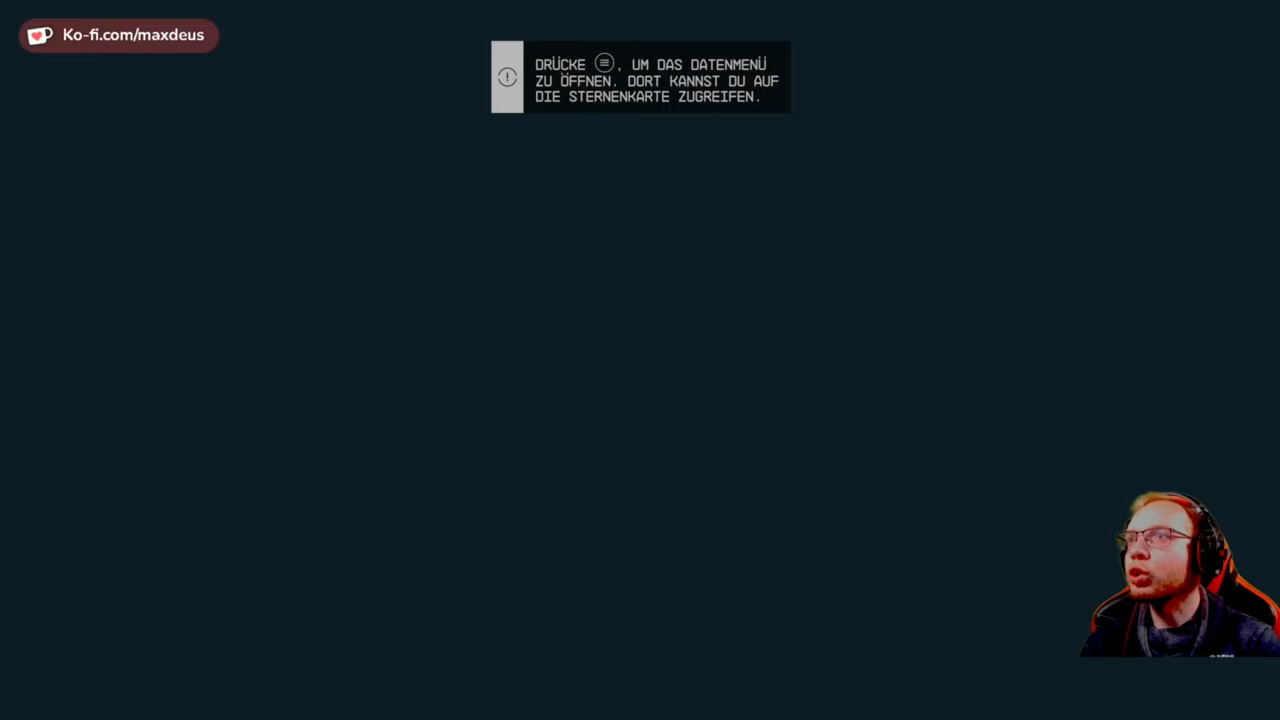 Ko-fi.com/maxdeus
DRÜCKE , UM DAS DATENMENÜ
ZU ÖFFNEN. DORT KANNST DU AUF
DIE STERNENKARTE ZUGREIFEN.